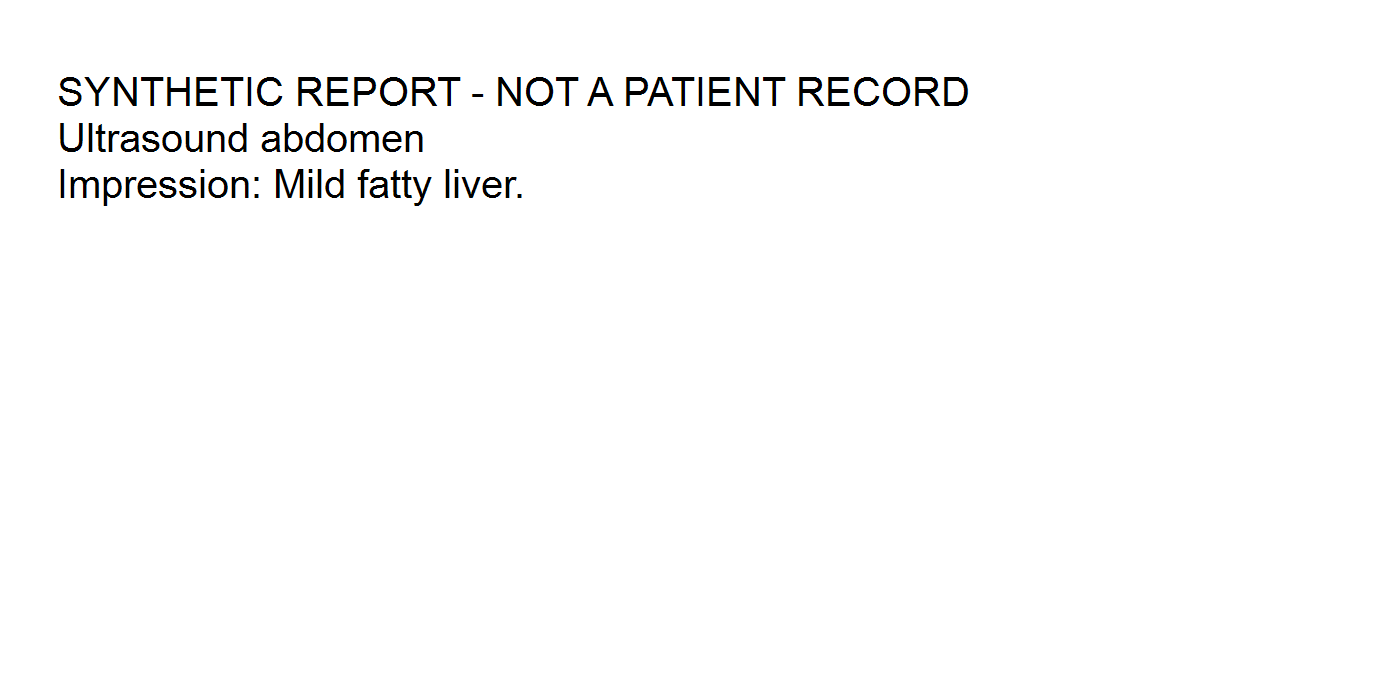 SYNTHETIC REPORT - NOT A PATIENT RECORD
Ultrasound abdomen
Impression: Mild fatty liver.